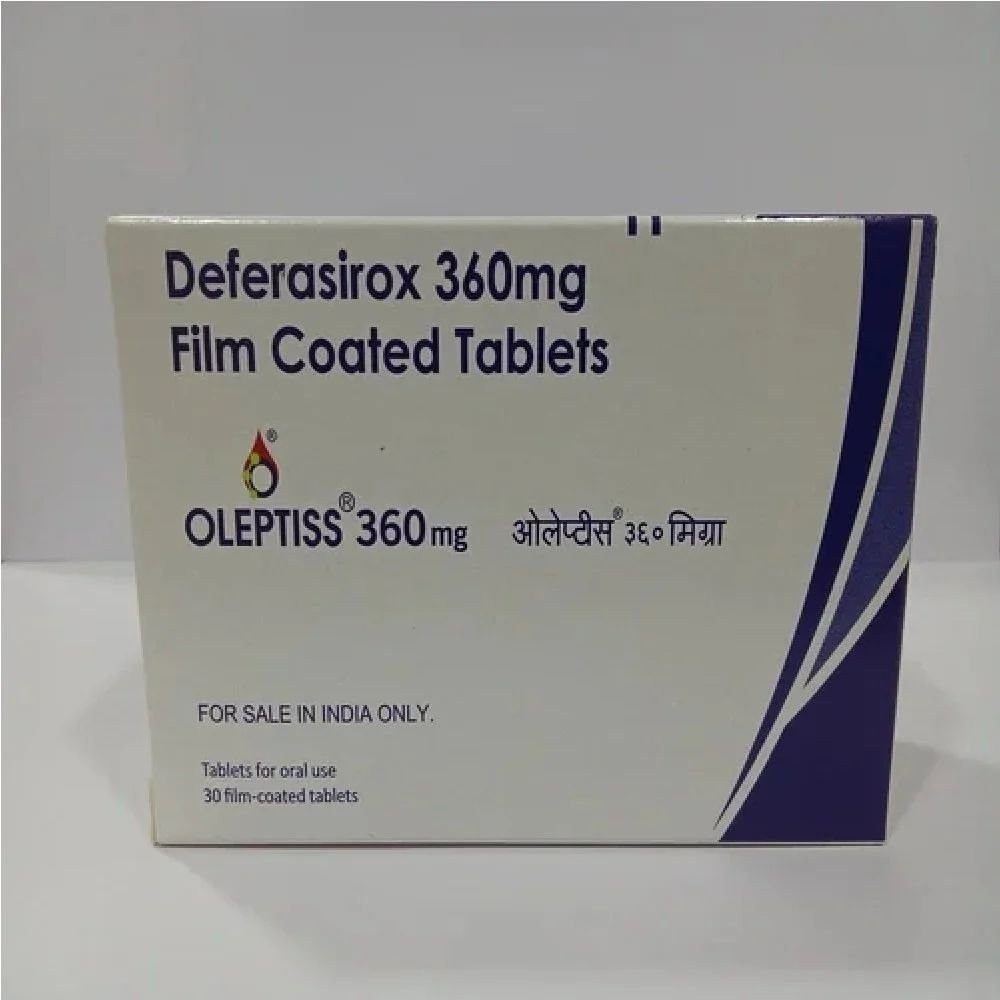 Deferasirox 360mg
Film Coated Tablets
®
OLEPTISS® 360mg ओलेप्टीस® ३६० मिग्रा
FOR SALE IN INDIA ONLY.
Tablets for oral use
30 film-coated tablets